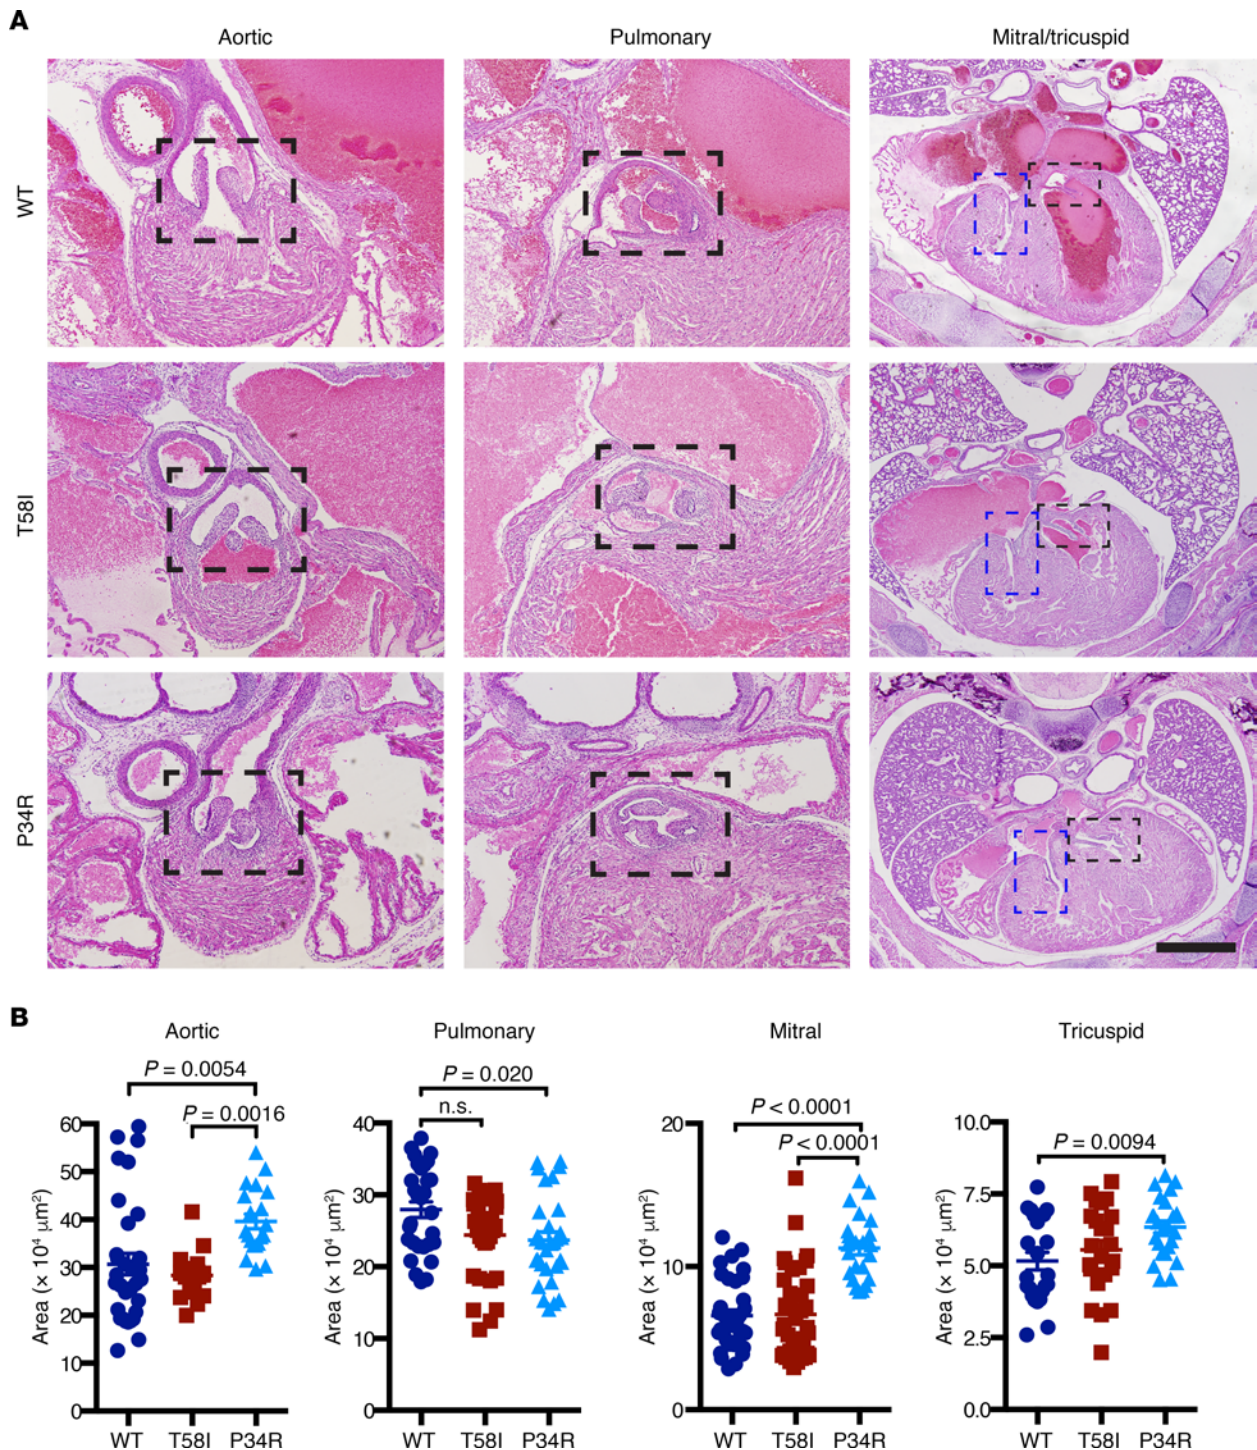 A
Aortic
Pulmonary
Mitral/tricuspid
WT
T58I
P34R
B
Aortic
P = 0.0054
P = 0.0016
Area (× 10⁴ μm²)
60
50
40
30
20
10
0
WT T58I P34R
Pulmonary
P = 0.020
n.s.
Area (× 10⁴ μm²)
40
30
20
10
0
WT T58I P34R
Mitral
P < 0.0001
P < 0.0001
Area (× 10⁴ μm²)
20
10
0
WT T58I P34R
Tricuspid
P = 0.0094
Area (× 10⁴ μm²)
10.0
7.5
5.0
2.5
0.0
WT T58I P34R